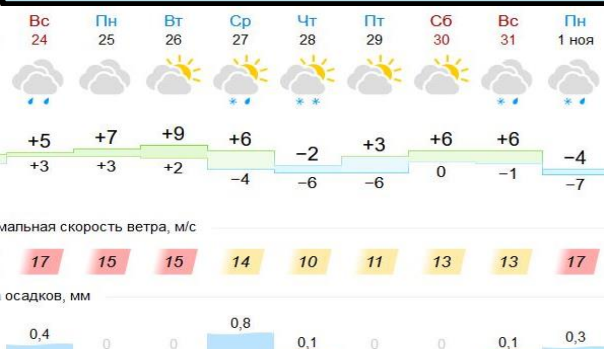 Вс Пн Вт Ср Чт Пт Сб Вс Пн
24 25 26 27 28 29 30 31 1 ноя
+5 +7 +9 +6 −2 +3 +6 +6 −4
+3 +3 +2 −4 −6 −6 0 −1 −7
мальная скорость ветра, м/с
17 15 15 14 10 11 13 13 17
осадков, мм
0,4 0 0 0,8 0,1 0 0 0,1 0,3